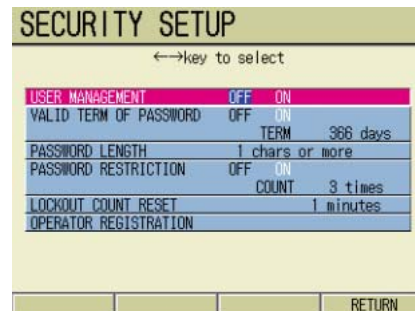 SECURITY SETUP
←→key to select
USER MANAGEMENT OFF ON
VALID TERM OF PASSWORD OFF ON
TERM 366 days
PASSWORD LENGTH 1 chars or more
PASSWORD RESTRICTION OFF ON
COUNT 3 times
LOCKOUT COUNT RESET 1 minutes
OPERATOR REGISTRATION
RETURN